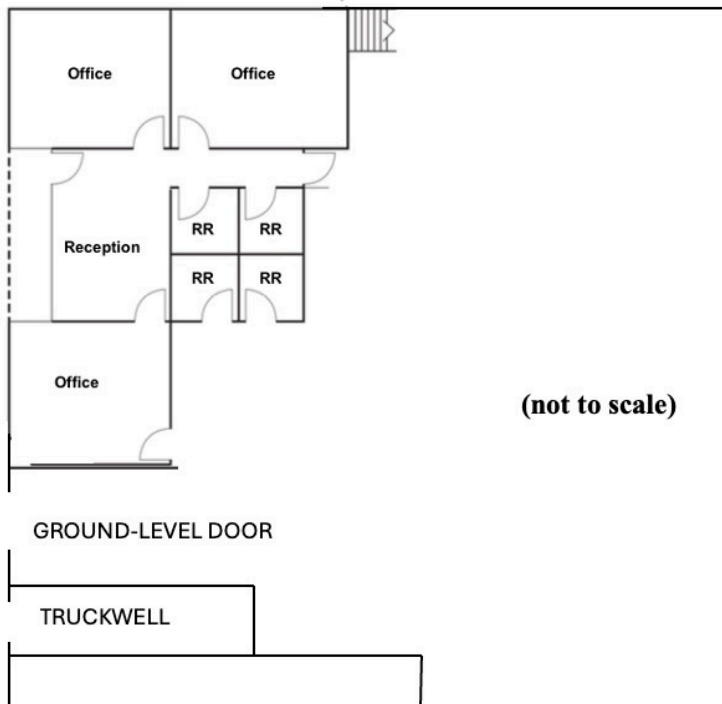 Office
Office
RR
RR
Reception
RR
RR
Office
(not to scale)
GROUND-LEVEL DOOR
TRUCKWELL